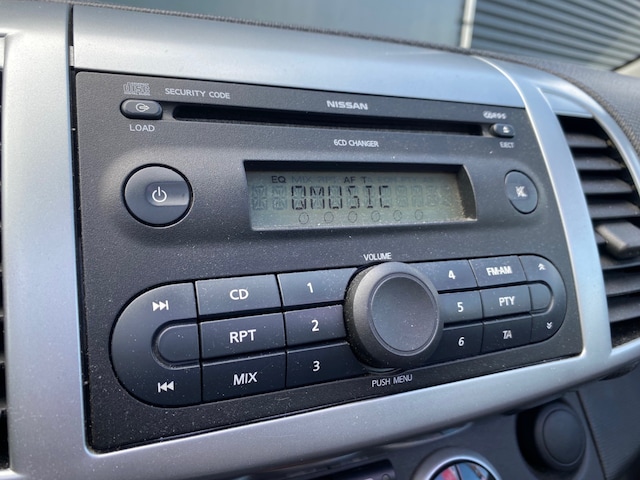 SECURITY CODE
NISSAN
LOAD
6CD CHANGER
EJECT
EQ MIX AF T
QMUSIC
VOLUME
CD 1 4 FM·AM
RPT 2 5 PTY
MIX 3 6 TA
PUSH MENU